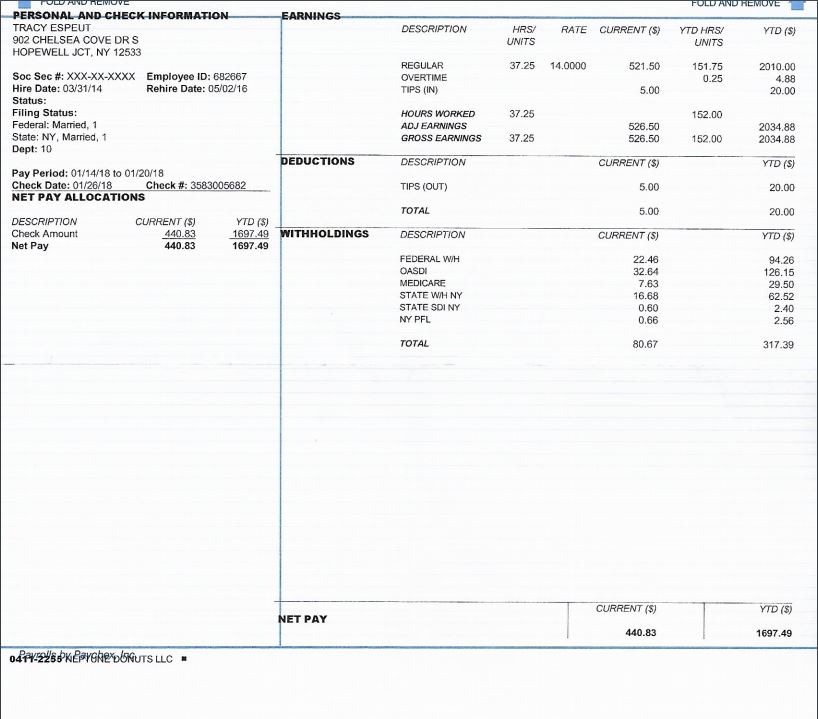 FOLD AND REMOVE FOLD AND REMOVE
PERSONAL AND CHECK INFORMATION
TRACY ESPEUT
902 CHELSEA COVE DR S
HOPEWELL JCT, NY 12533
Soc Sec #: XXX-XX-XXXX Employee ID: 682667
Hire Date: 03/31/14 Rehire Date: 05/02/16
Status:
Filing Status:
Federal: Married, 1
State: NY, Married, 1
Dept: 10
Pay Period: 01/14/18 to 01/20/18
Check Date: 01/26/18 Check #: 3583005682
NET PAY ALLOCATIONS
DESCRIPTION CURRENT ($) YTD ($)
Check Amount 440.83 1697.49
Net Pay 440.83 1697.49
EARNINGS
DESCRIPTION HRS/ UNITS RATE CURRENT ($) YTD HRS/ UNITS YTD ($)
REGULAR 37.25 14.0000 521.50 151.75 2010.00
OVERTIME 0.25 4.88
TIPS (IN) 5.00 20.00
HOURS WORKED 37.25 152.00
ADJ EARNINGS 526.50 2034.88
GROSS EARNINGS 37.25 526.50 152.00 2034.88
DEDUCTIONS DESCRIPTION CURRENT ($) YTD ($)
TIPS (OUT) 5.00 20.00
TOTAL 5.00 20.00
WITHHOLDINGS DESCRIPTION CURRENT ($) YTD ($)
FEDERAL W/H 22.46 94.26
OASDI 32.64 126.15
MEDICARE 7.63 29.50
STATE W/H NY 16.68 62.52
STATE SDI NY 0.60 2.40
NY PFL 0.66 2.56
TOTAL 80.67 317.39
NET PAY CURRENT ($) YTD ($)
440.83 1697.49
Payrolls by Paychex, Inc.
0411-2255 NEPTUNE DONUTS LLC